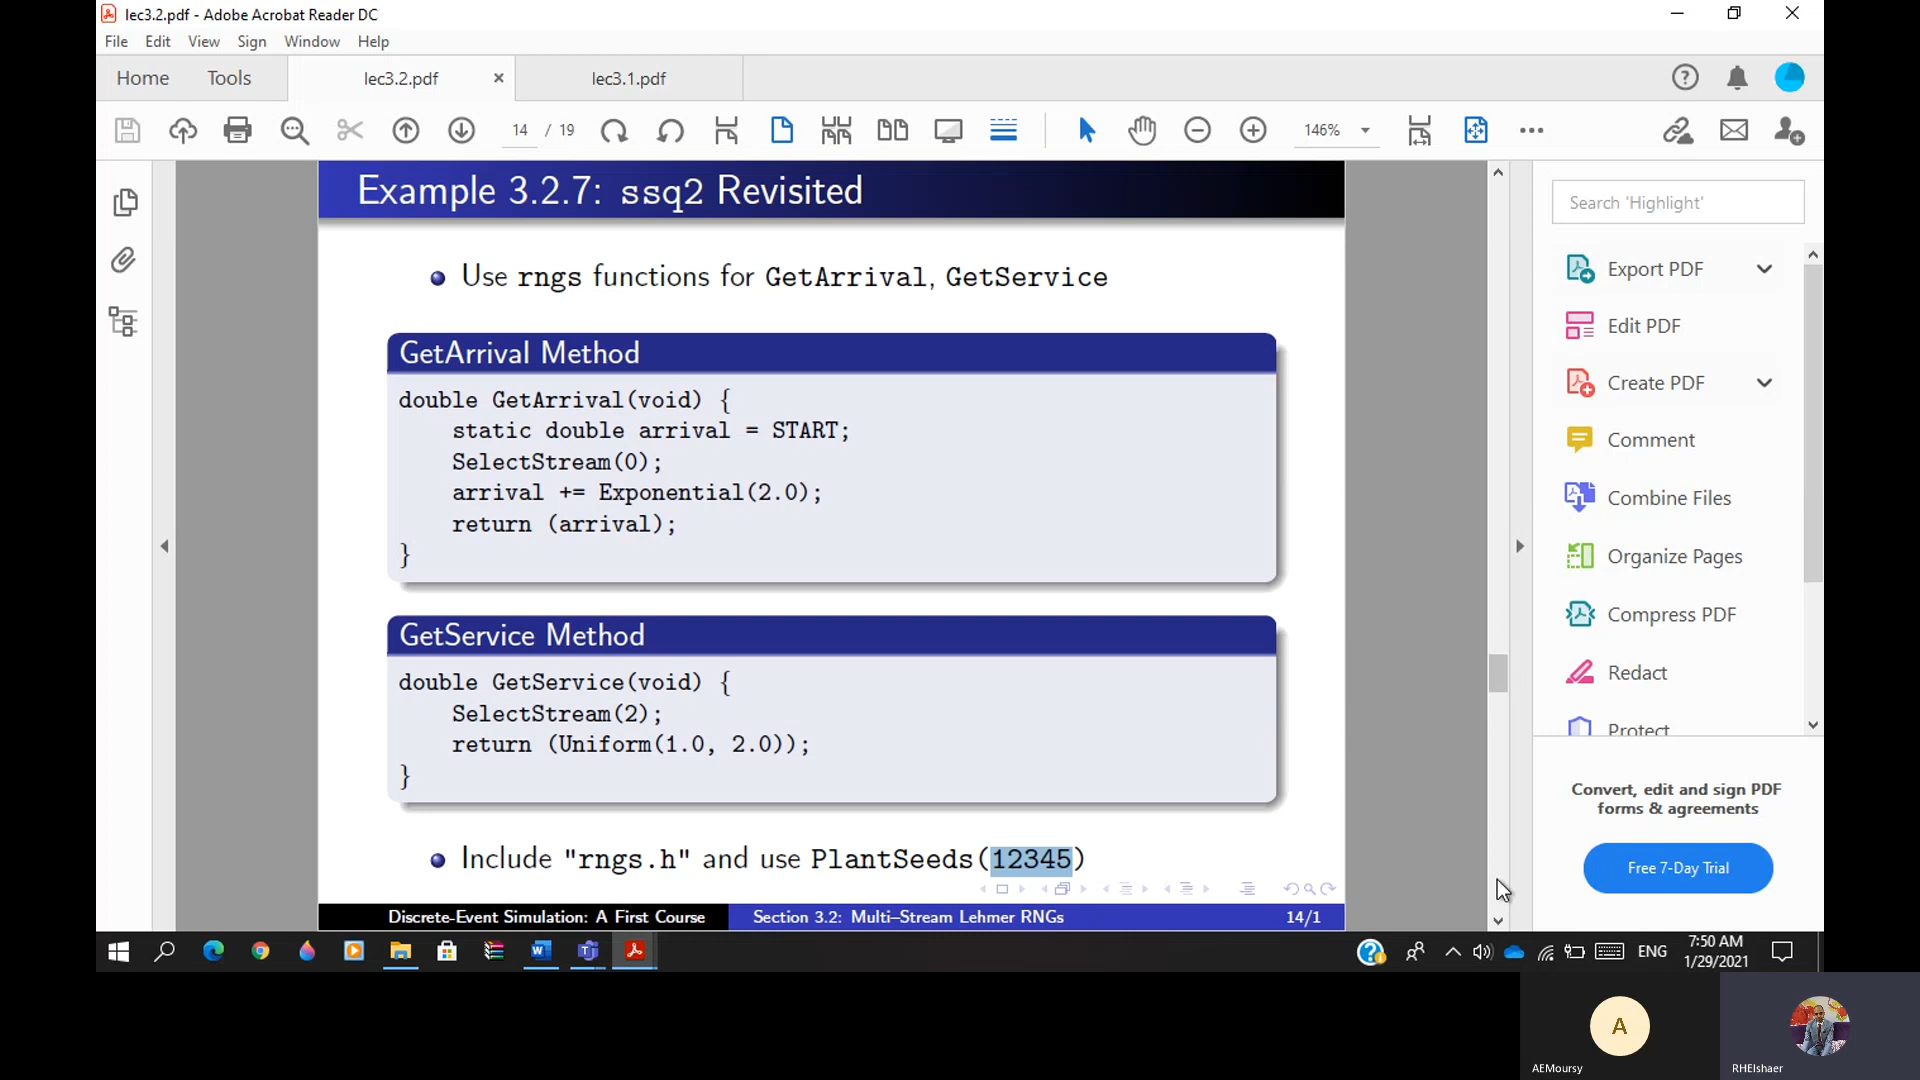 lec3.2.pdf - Adobe Acrobat Reader DC
File Edit View Sign Window Help
Home Tools lec3.2.pdf × lec3.1.pdf
14 / 19 146%
Example 3.2.7: ssq2 Revisited
Use rngs functions for GetArrival, GetService
GetArrival Method
double GetArrival(void) {
static double arrival = START;
SelectStream(0);
arrival += Exponential(2.0);
return (arrival);
}
GetService Method
double GetService(void) {
SelectStream(2);
return (Uniform(1.0, 2.0));
}
Include "rngs.h" and use PlantSeeds(12345)
Discrete-Event Simulation: A First Course Section 3.2: Multi–Stream Lehmer RNGs 14/1
Search 'Highlight'
Export PDF
Edit PDF
Create PDF
Comment
Combine Files
Organize Pages
Compress PDF
Redact
Protect
Convert, edit and sign PDF
forms & agreements
Free 7-Day Trial
ENG 7:50 AM
1/29/2021
A
AEMoursy RHElshaer